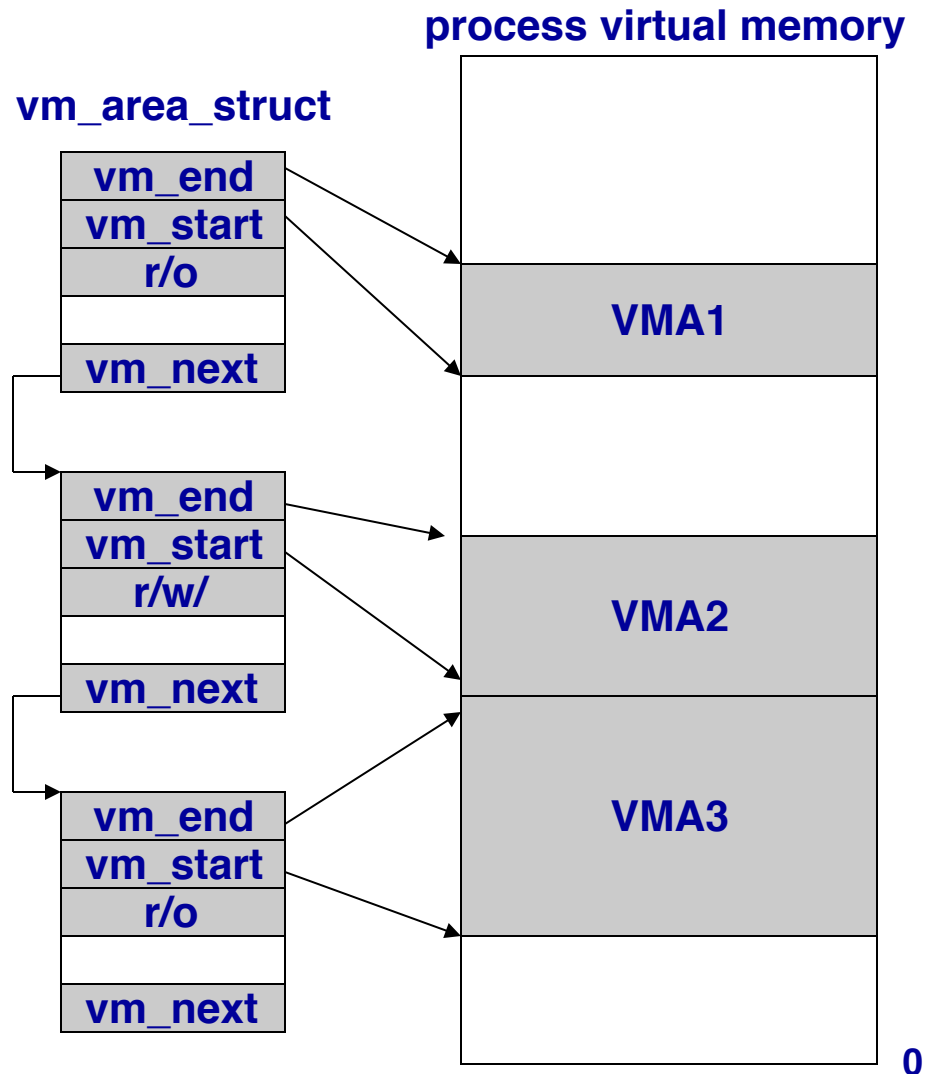 process virtual memory
vm_area_struct
vm_end
vm_start
r/o
vm_next
vm_end
vm_start
r/w/
vm_next
vm_end
vm_start
r/o
vm_next
VMA1
VMA2
VMA3
0